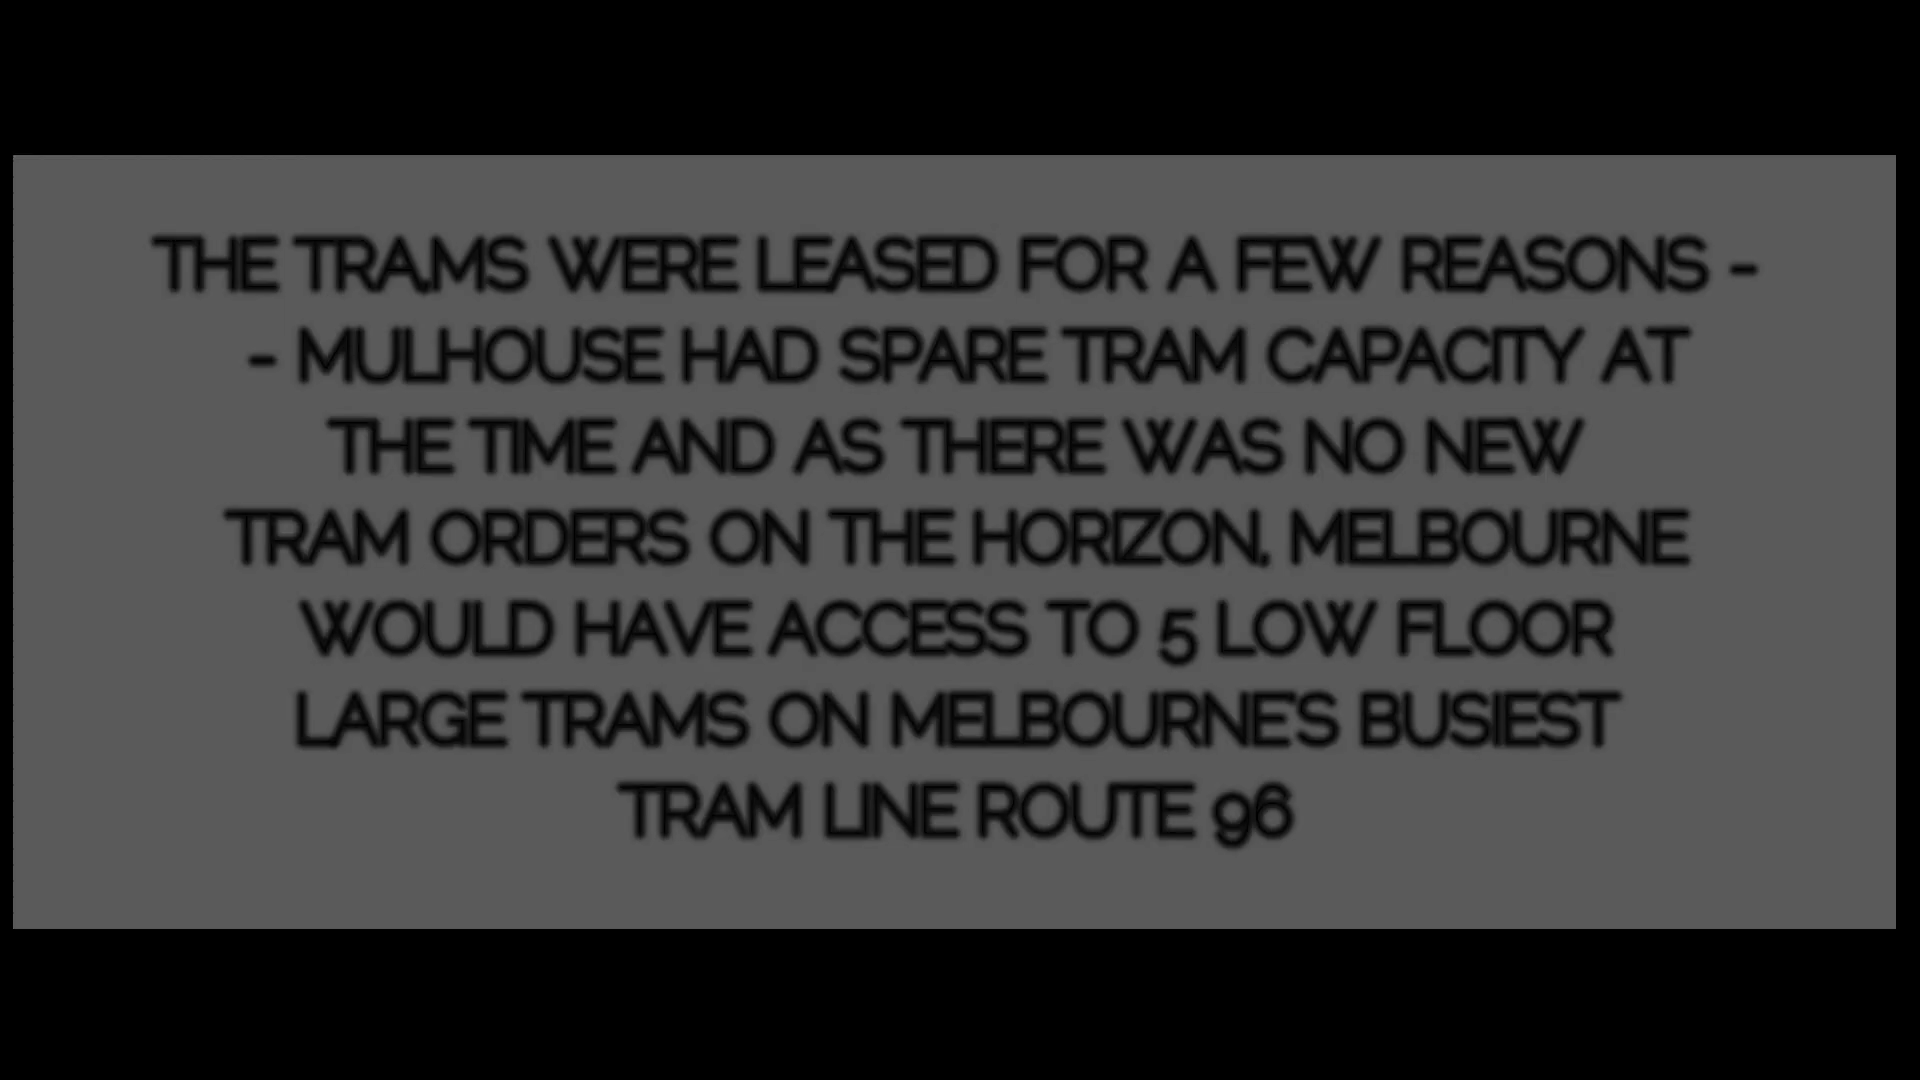 THE TRA,MS WERE LEASED FOR A FEW REASONS -
- MULHOUSE HAD SPARE TRAM CAPACITY AT
THE TIME AND AS THERE WAS NO NEW
TRAM ORDERS ON THE HORIZON, MELBOURNE
WOULD HAVE ACCESS TO 5 LOW FLOOR
LARGE TRAMS ON MELBOURNE'S BUSIEST
TRAM LINE ROUTE 96